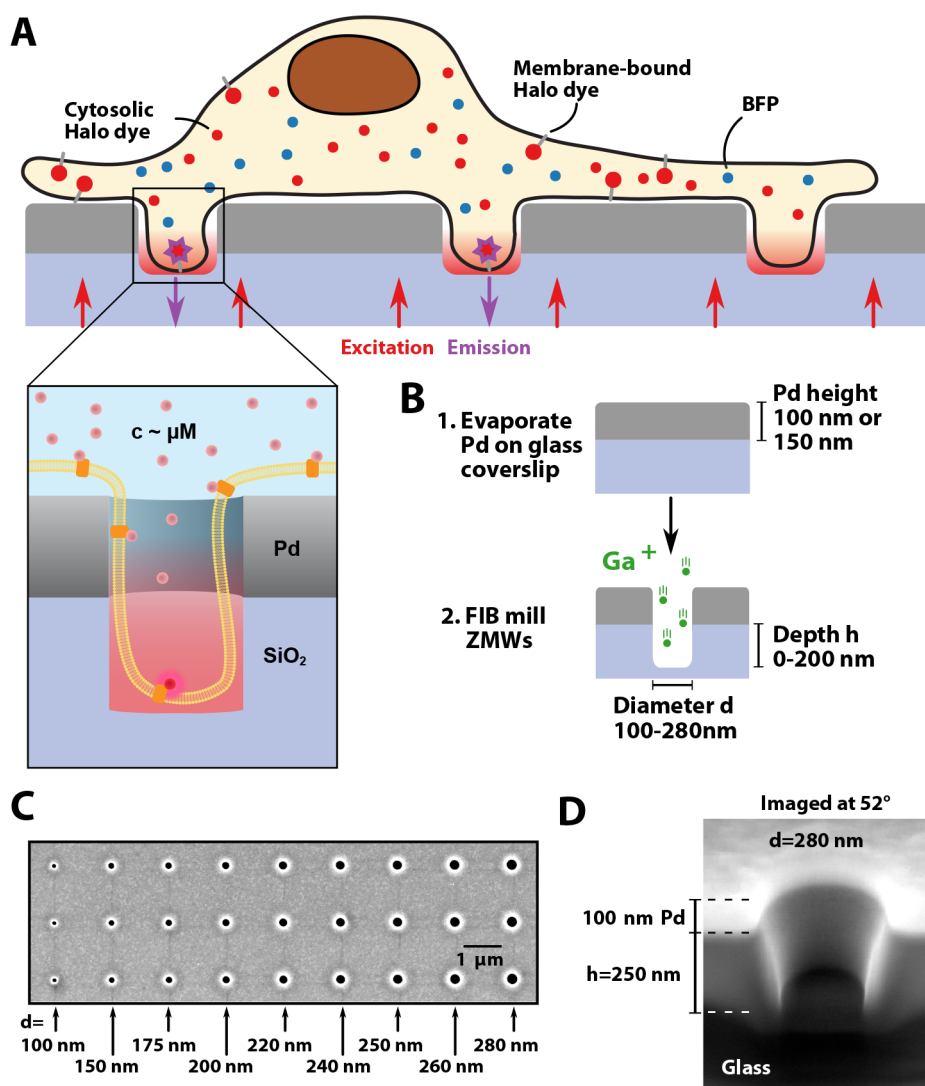 A
Cytosolic
Halo dye
Membrane-bound
Halo dye
BFP
Excitation Emission
c ~ μM
Pd
SiO2
B
1. Evaporate
Pd on glass
coverslip
Pd height
100 nm or
150 nm
Ga +
2. FIB mill
ZMWs
Depth h
0-200 nm
Diameter d
100-280nm
C
1 μm
d=
100 nm
175 nm
220 nm
250 nm
280 nm
150 nm
200 nm
240 nm
260 nm
D
Imaged at 52°
d=280 nm
100 nm Pd
h=250 nm
Glass